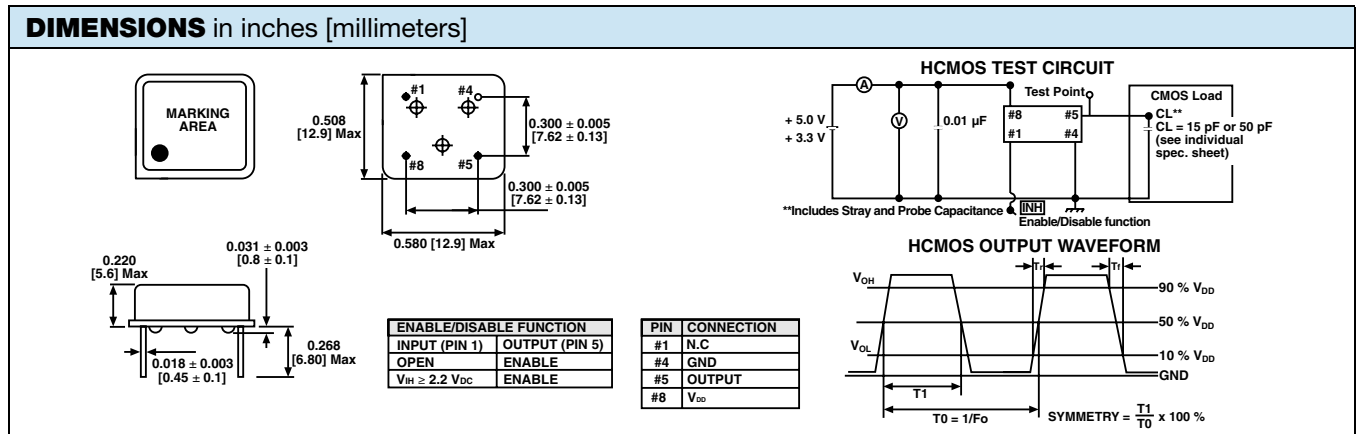 DIMENSIONS in inches [millimeters]
MARKING
AREA
0.508
[12.9] Max
#1
#4
#8
#5
0.300 ± 0.005
[7.62 ± 0.13]
0.300 ± 0.005
[7.62 ± 0.13]
0.580 [12.9] Max
0.220
[5.6] Max
0.031 ± 0.003
[0.8 ± 0.1]
0.018 ± 0.003
[0.45 ± 0.1]
0.268
[6.80] Max
ENABLE/DISABLE FUNCTION
INPUT (PIN 1) OUTPUT (PIN 5)
OPEN ENABLE
VIH ≥ 2.2 VDC ENABLE
PIN CONNECTION
#1 N.C
#4 GND
#5 OUTPUT
#8 VDD
HCMOS TEST CIRCUIT
A
V
+ 5.0 V
+ 3.3 V
0.01 µF
Test Point
#8 #5
#1 #4
CMOS Load
CL**
CL = 15 pF or 50 pF
(see individual
spec. sheet)
**Includes Stray and Probe Capacitance
INH
Enable/Disable function
HCMOS OUTPUT WAVEFORM
Tr
Tf
VOH
90 % VDD
50 % VDD
VOL
10 % VDD
GND
T1
T0 = 1/Fo
SYMMETRY = T1/T0 x 100 %